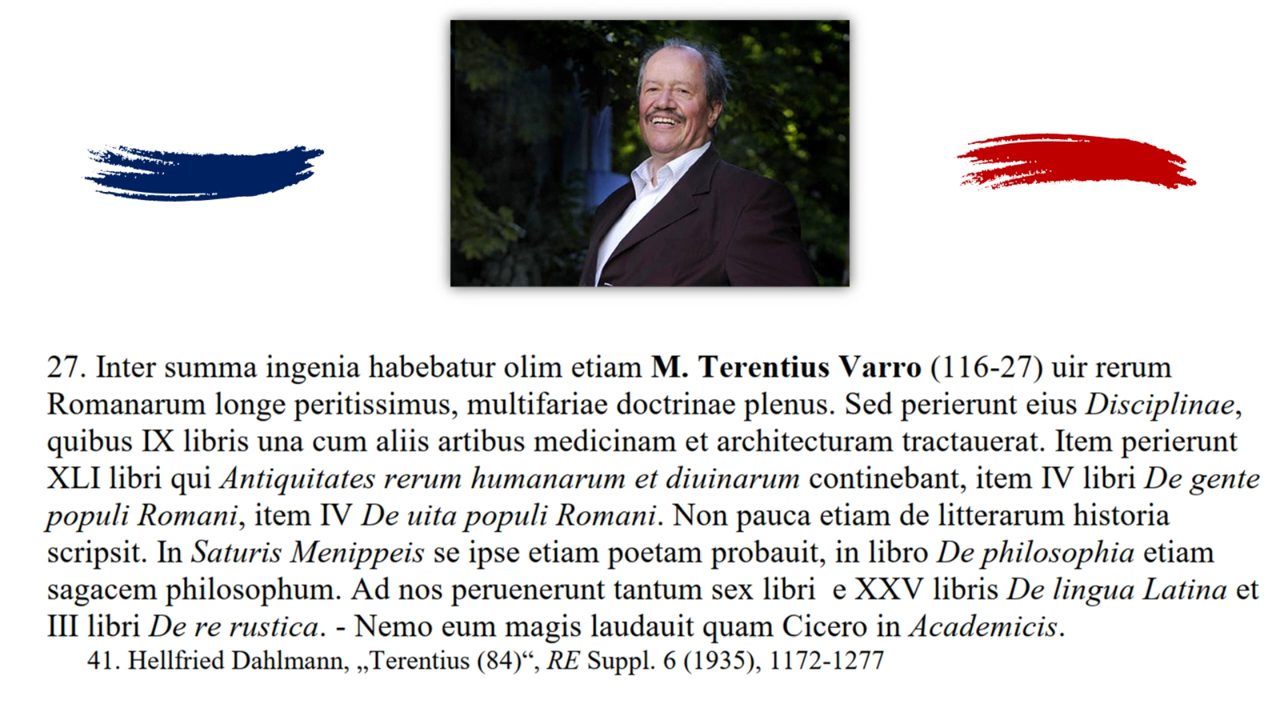 27. Inter summa ingenia habebatur olim etiam M. Terentius Varro (116-27) uir rerum
Romanarum longe peritissimus, multifariae doctrinae plenus. Sed perierunt eius Disciplinae,
quibus IX libris una cum aliis artibus medicinam et architecturam tractauerat. Item perierunt
XLI libri qui Antiquitates rerum humanarum et diuinarum continebant, item IV libri De gente
populi Romani, item IV De uita populi Romani. Non pauca etiam de litterarum historia
scripsit. In Saturis Menippeis se ipse etiam poetam probauit, in libro De philosophia etiam
sagacem philosophum. Ad nos peruenerunt tantum sex libri  e XXV libris De lingua Latina et
III libri De re rustica. - Nemo eum magis laudauit quam Cicero in Academicis.
41. Hellfried Dahlmann, „Terentius (84)“, RE Suppl. 6 (1935), 1172-1277